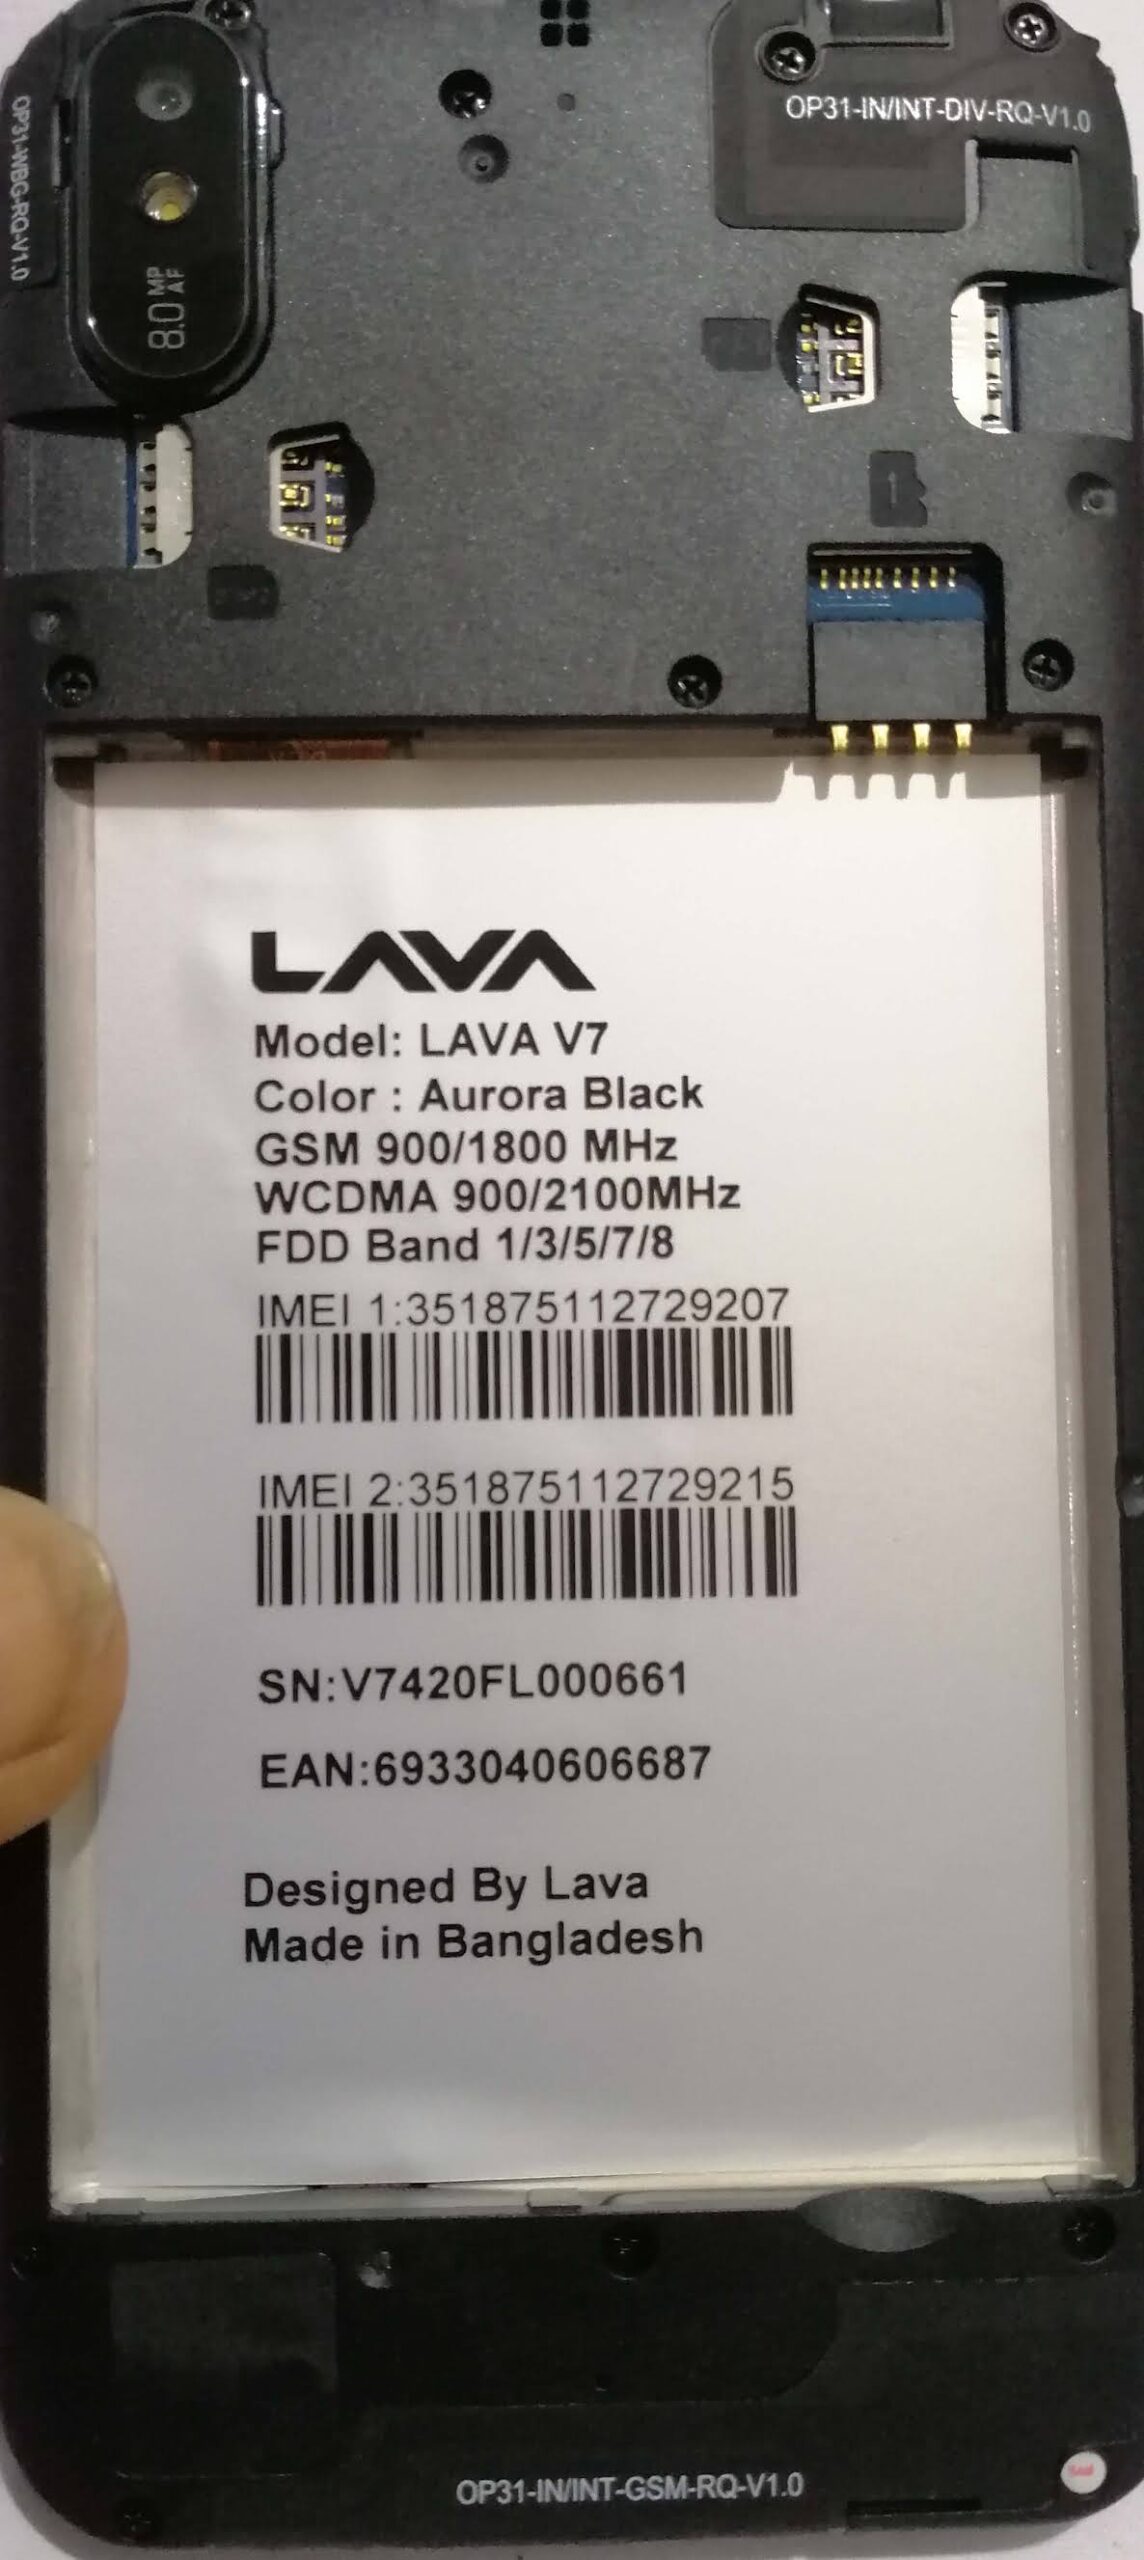 OP31-IN/INT-DIV-RQ-V1.0
OP31-WBG-RQ-V1.0
8.0 MP AF
LAVA
Model: LAVA V7
Color : Aurora Black
GSM 900/1800 MHz
WCDMA 900/2100MHz
FDD Band 1/3/5/7/8
IMEI 1:351875112729207
IMEI 2:351875112729215
SN:V7420FL000661
EAN:6933040606687
Designed By Lava
Made in Bangladesh
OP31-IN/INT-GSM-RQ-V1.0